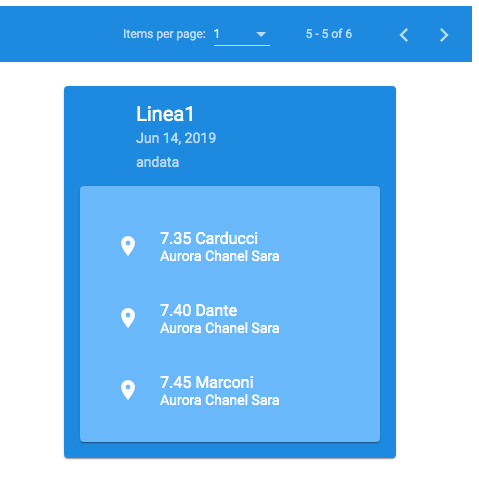 Items per page: 1 5 - 5 of 6
Linea1
Jun 14, 2019
andata
7.35 Carducci
Aurora Chanel Sara
7.40 Dante
Aurora Chanel Sara
7.45 Marconi
Aurora Chanel Sara